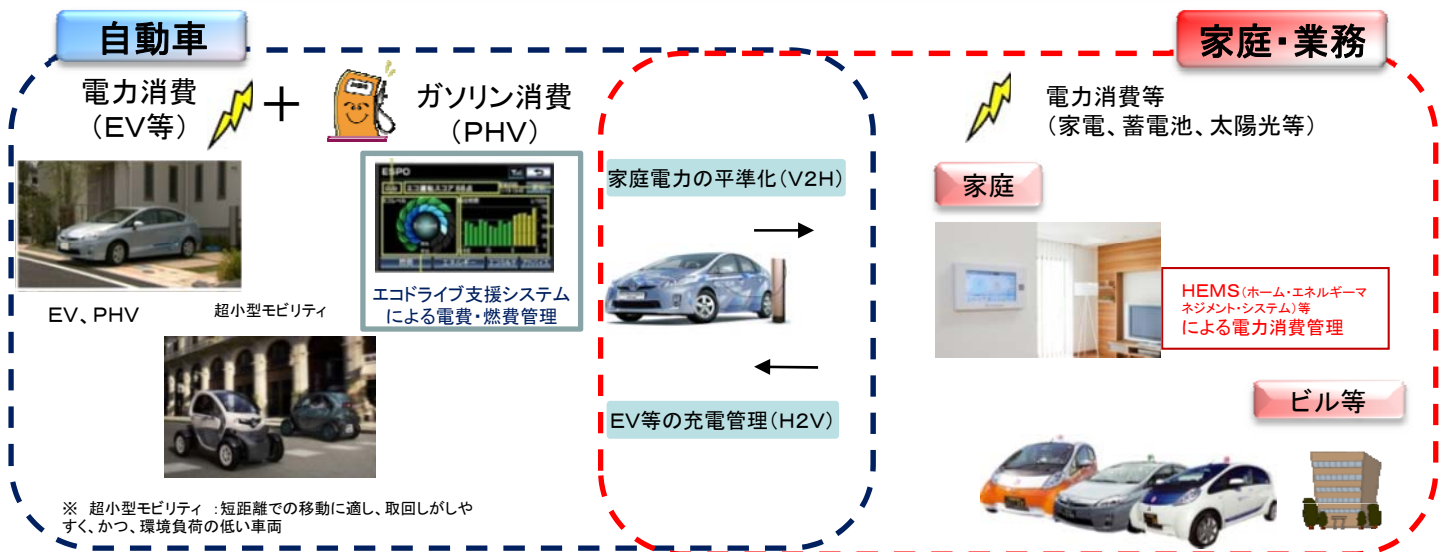 自動車
電力消費
（EV等）
＋
ガソリン消費
（PHV）
ESPO
エコドライブ支援システム
による電費・燃費管理
EV、PHV
超小型モビリティ
※ 超小型モビリティ ：短距離での移動に適し、取回しがしや
すく、かつ、環境負荷の低い車両
家庭電力の平準化（V2H）
EV等の充電管理（H2V）
家庭・業務
電力消費等
（家電、蓄電池、太陽光等）
家庭
HEMS（ホーム・エネルギーマ
ネジメント・システム）等
による電力消費管理
ビル等